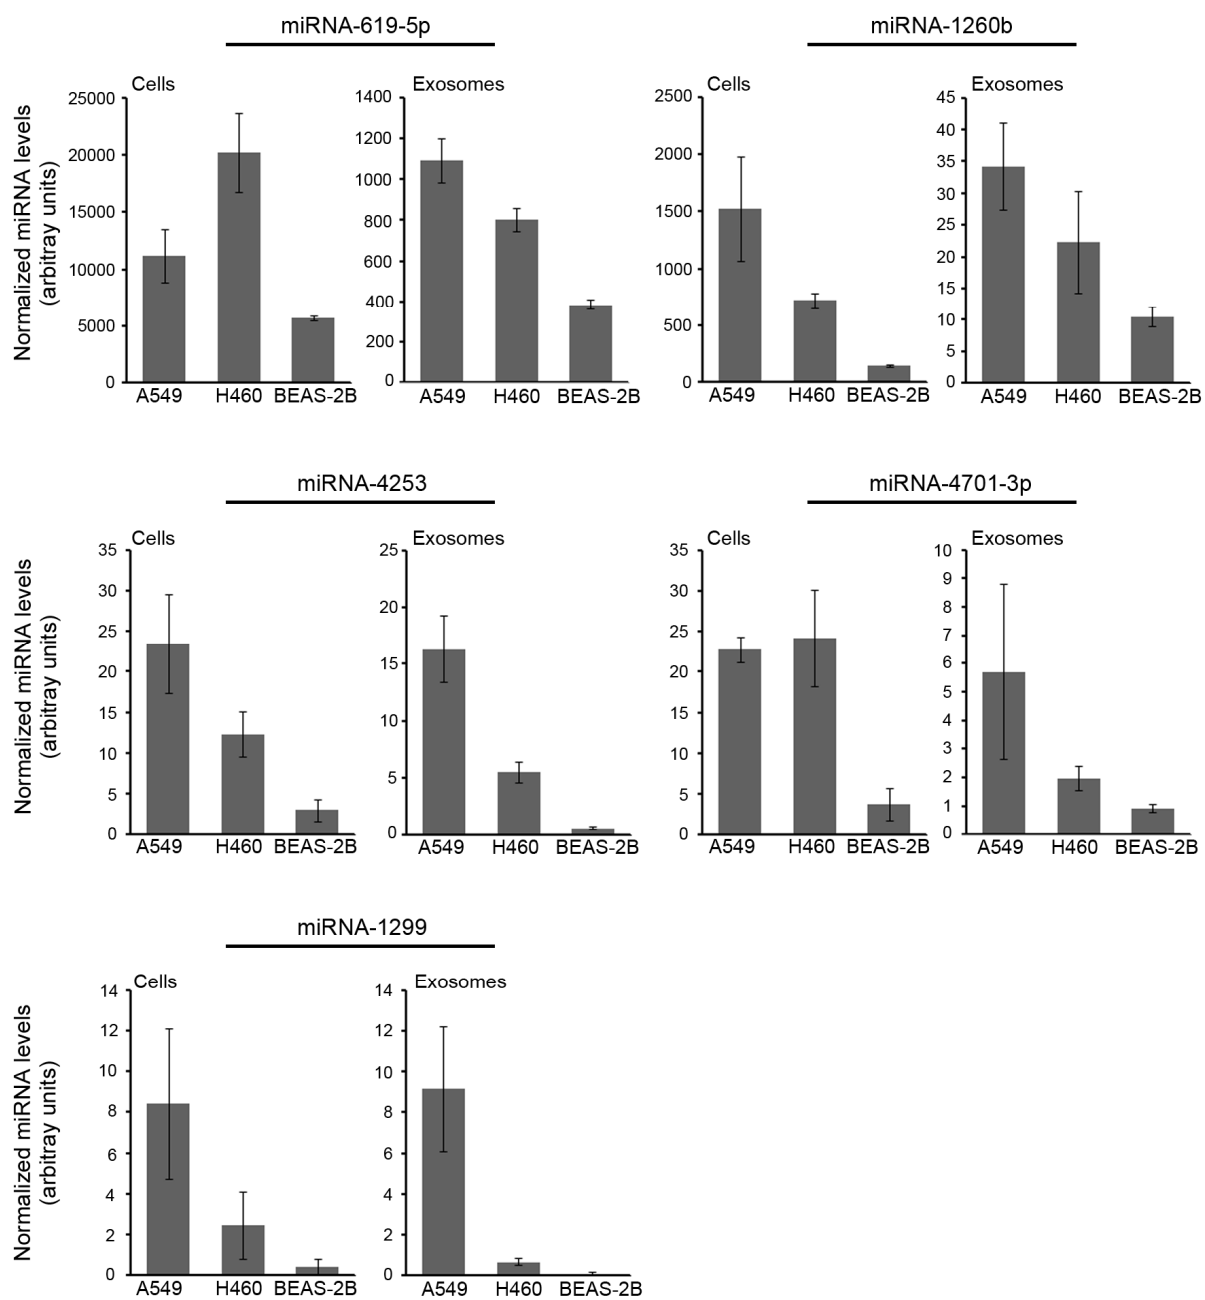 miRNA-619-5p
miRNA-1260b
Cells
Exosomes
Cells
Exosomes
Normalized miRNA levels
(arbitray units)
25000
20000
15000
10000
5000
0
A549 H460 BEAS-2B
1400
1200
1000
800
600
400
200
0
A549 H460 BEAS-2B
2500
2000
1500
1000
500
0
A549 H460 BEAS-2B
45
40
35
30
25
20
15
10
5
0
A549 H460 BEAS-2B
miRNA-4253
miRNA-4701-3p
Cells
Exosomes
Cells
Exosomes
Normalized miRNA levels
(arbitray units)
35
30
25
20
15
10
5
0
A549 H460 BEAS-2B
25
20
15
10
5
0
A549 H460 BEAS-2B
35
30
25
20
15
10
5
0
A549 H460 BEAS-2B
10
9
8
7
6
5
4
3
2
1
0
A549 H460 BEAS-2B
miRNA-1299
Cells
Exosomes
Normalized miRNA levels
(arbitray units)
14
12
10
8
6
4
2
0
A549 H460 BEAS-2B
14
12
10
8
6
4
2
0
A549 H460 BEAS-2B